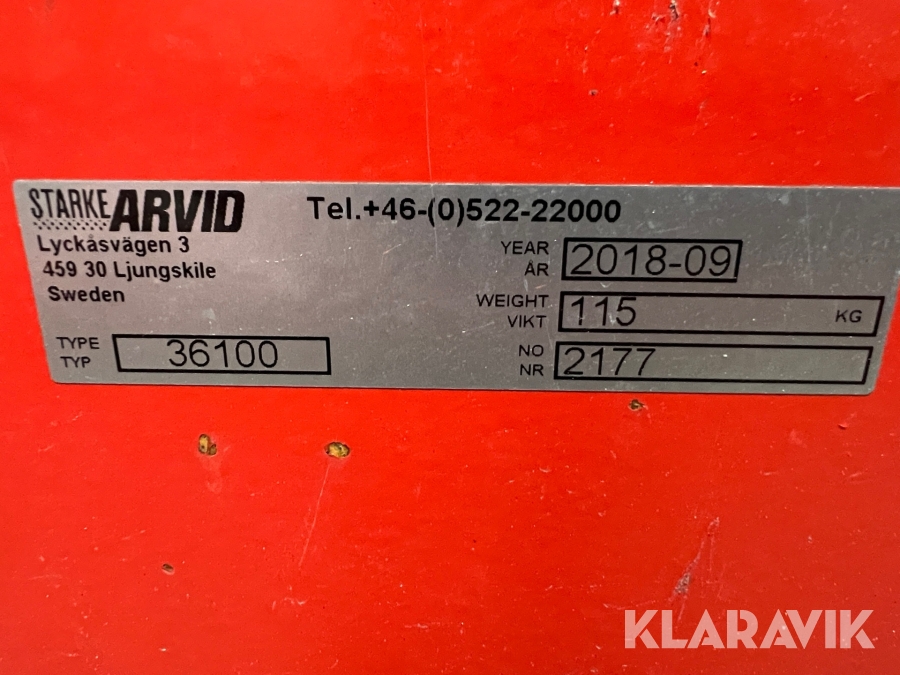 STARKE ARVID
Tel.+46-(0)522-22000
Lyckåsvägen 3
459 30 Ljungskile
Sweden
YEAR
ÅR
2018-09
WEIGHT
VIKT
115 KG
TYPE
TYP
36100
NO
NR
2177
KLARAVIK